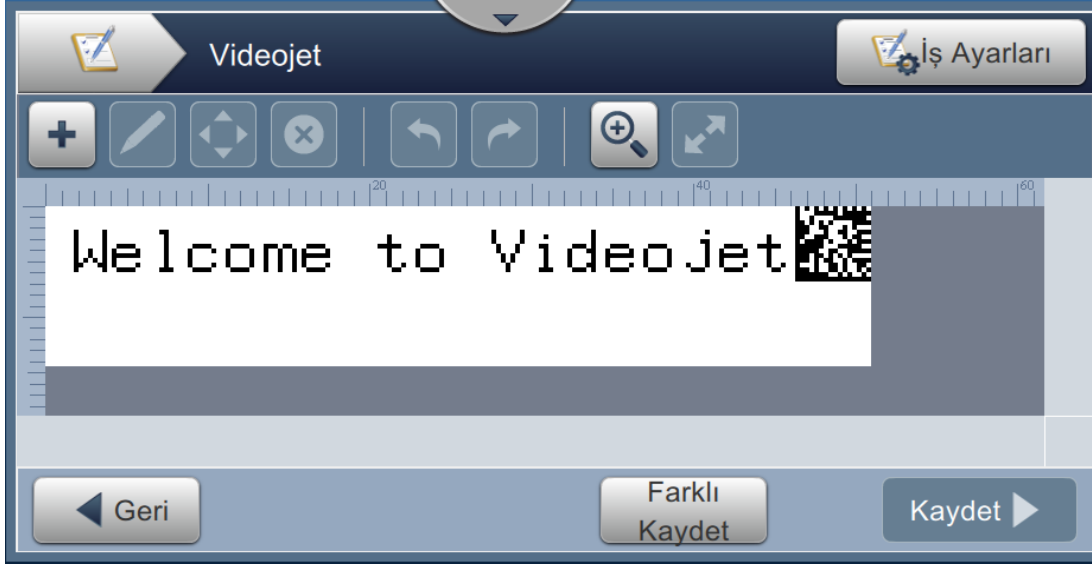 Videojet
İş Ayarları
20
40
60
Welcome to Videojet
Geri
Farklı
Kaydet
Kaydet